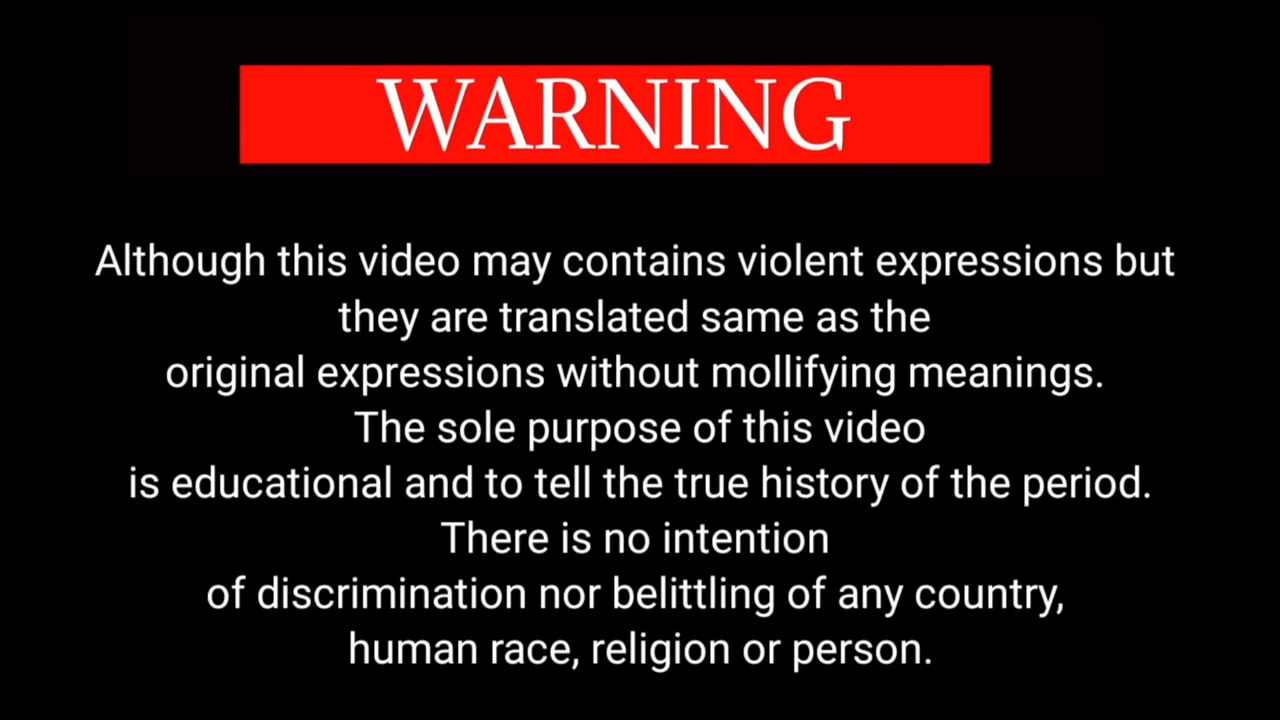 WARNING
Although this video may contains violent expressions but
they are translated same as the
original expressions without mollifying meanings.
The sole purpose of this video
is educational and to tell the true history of the period.
There is no intention
of discrimination nor belittling of any country,
human race, religion or person.